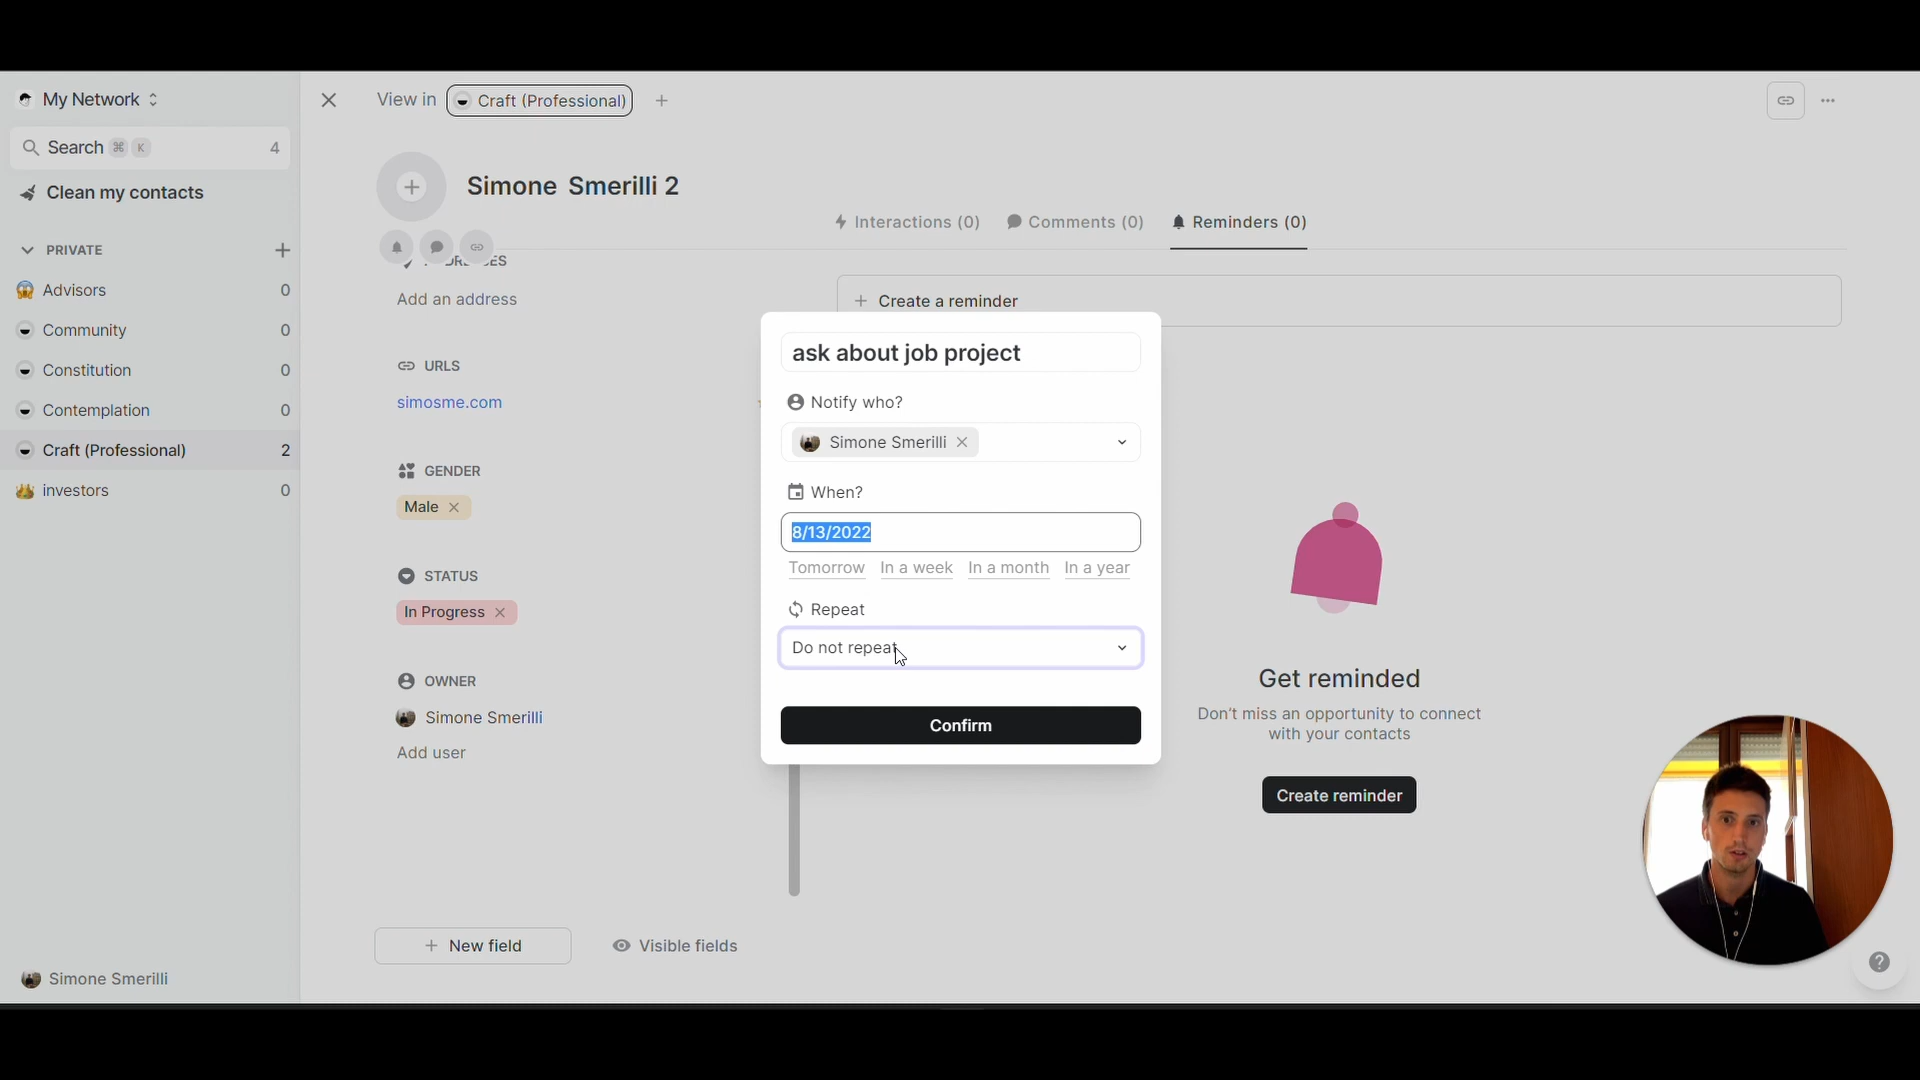 My Network
Search ⌘ K 4
Clean my contacts
PRIVATE
Advisors 0
Community 0
Constitution 0
Contemplation 0
Craft (Professional) 2
investors 0
Simone Smerilli
View in Craft (Professional)
Simone Smerilli 2
Interactions (0) Comments (0) Reminders (0)
Add an address
URLS
simosme.com
GENDER
Male
STATUS
In Progress
OWNER
Simone Smerilli
Add user
New field Visible fields
Create a reminder
ask about job project
Notify who?
Simone Smerilli
When?
8/13/2022
Tomorrow In a week In a month In a year
Repeat
Do not repeat
Confirm
Get reminded
Don't miss an opportunity to connect
with your contacts
Create reminder